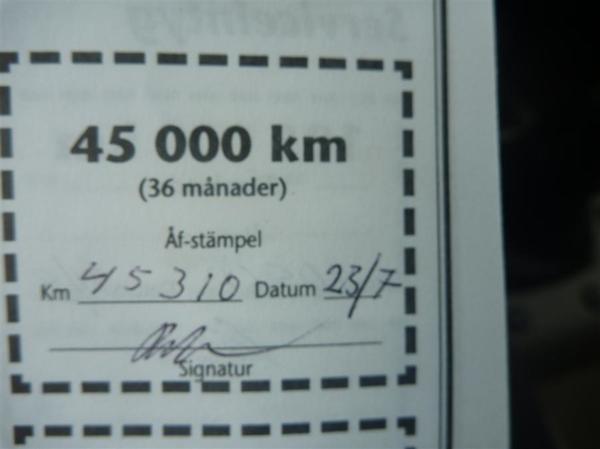 45 000 km
(36 månader)
Åf-stämpel
Km 45310 Datum 23/7
Signatur